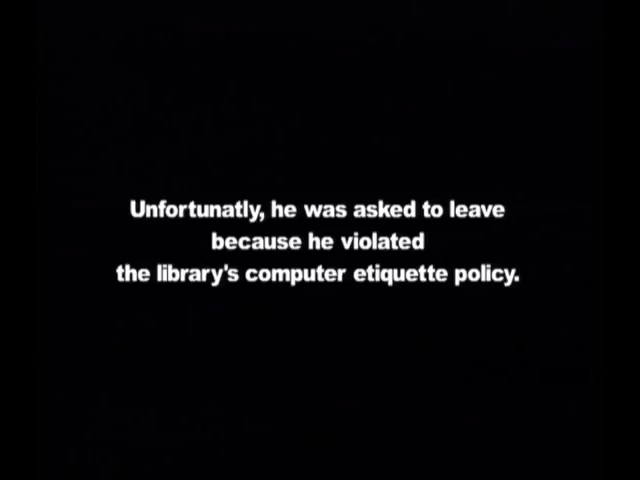 Unfortunatly, he was asked to leave
because he violated
the library's computer etiquette policy.